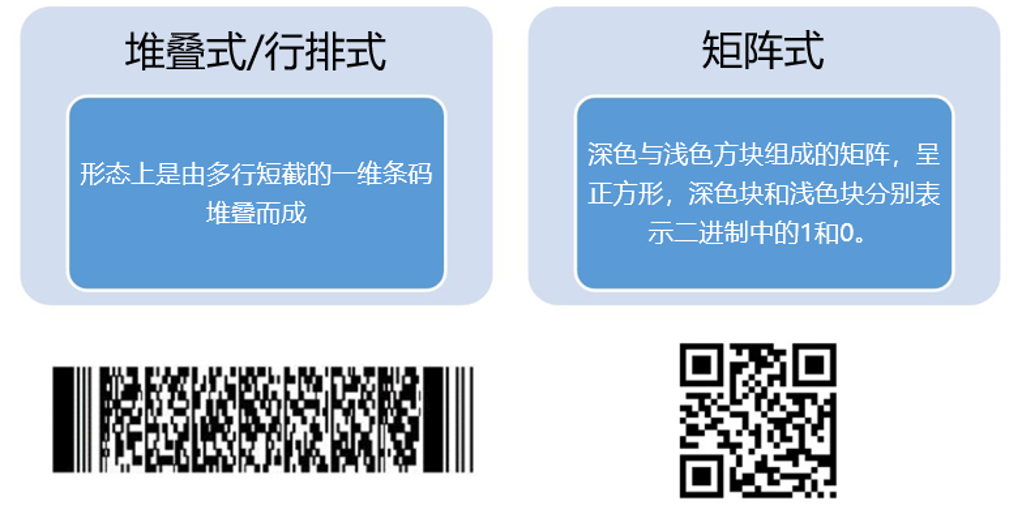 堆叠式/行排式
形态上是由多行短截的一维条码
堆叠而成
矩阵式
深色与浅色方块组成的矩阵，呈
正方形，深色块和浅色块分别表
示二进制中的1和0。